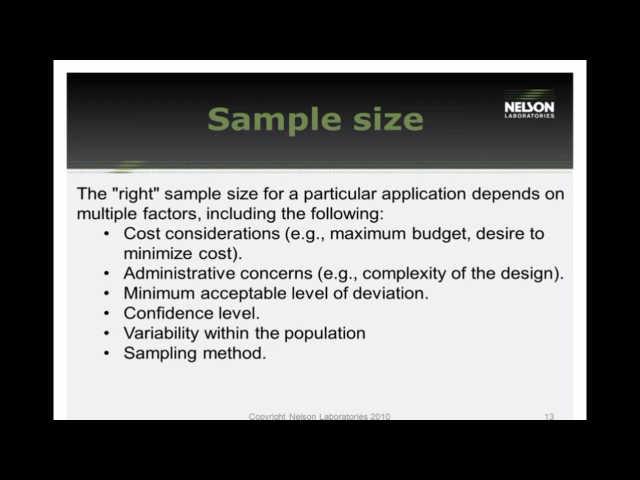 Sample size
NELSON
LABORATORIES
The "right" sample size for a particular application depends on
multiple factors, including the following:
• Cost considerations (e.g., maximum budget, desire to
minimize cost).
• Administrative concerns (e.g., complexity of the design).
• Minimum acceptable level of deviation.
• Confidence level.
• Variability within the population
• Sampling method.
Copyright Nelson Laboratories 2010
13